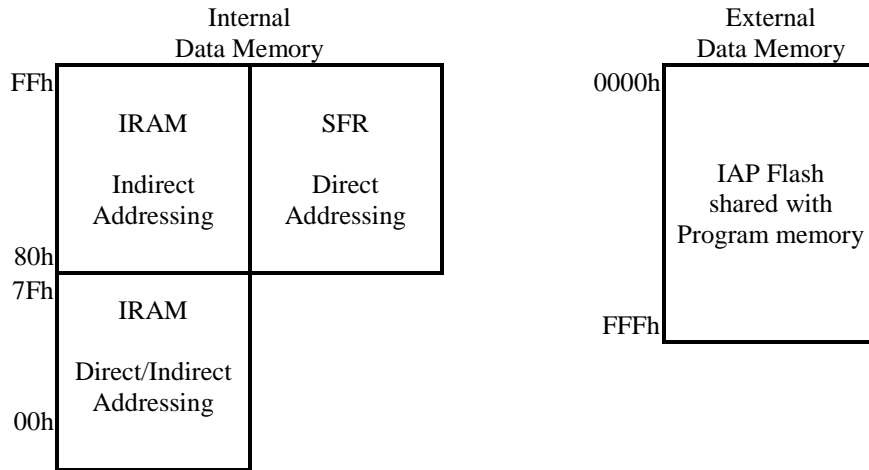 Internal
Data Memory
FFh
IRAM
Indirect
Addressing
80h
SFR
Direct
Addressing
7Fh
IRAM
Direct/Indirect
Addressing
00h
External
Data Memory
0000h
IAP Flash
shared with
Program memory
FFFh